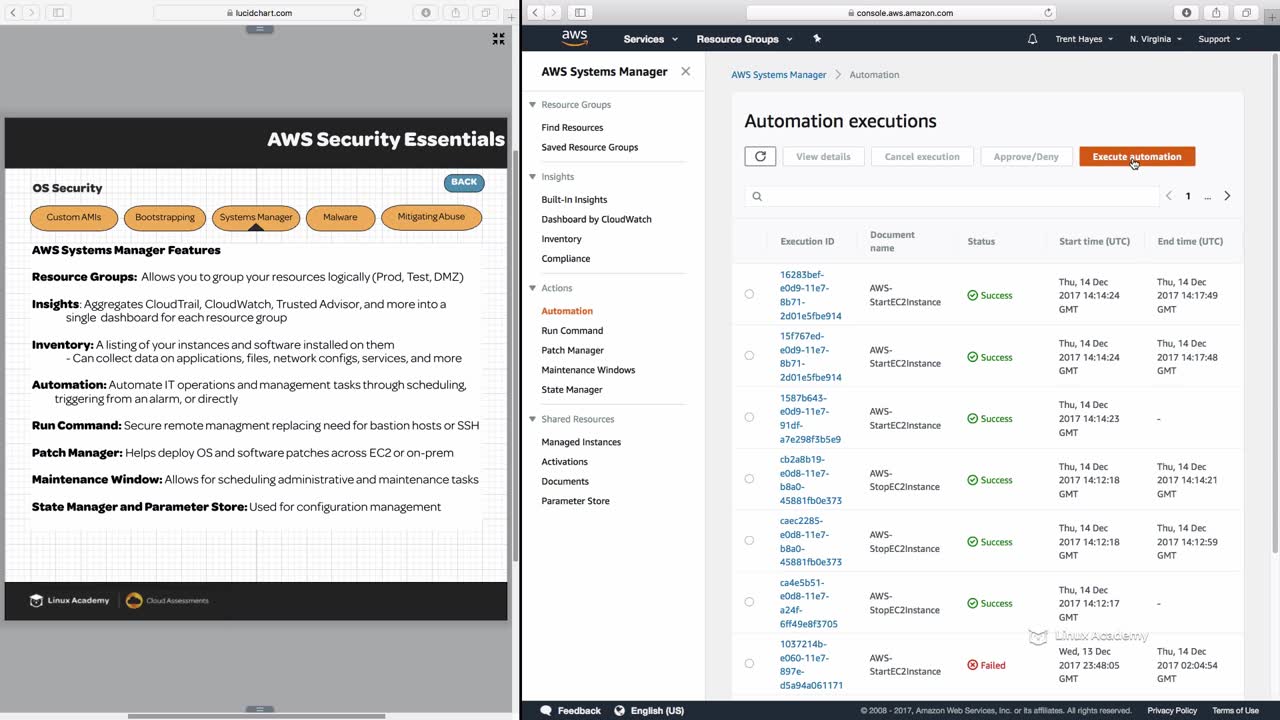 lucidchart.com
AWS Security Essentials
OS Security
BACK
Custom AMIs
Bootstrapping
Systems Manager
Malware
Mitigating Abuse
AWS Systems Manager Features
Resource Groups: Allows you to group your resources logically (Prod, Test, DMZ)
Insights: Aggregates CloudTrail, CloudWatch, Trusted Advisor, and more into a
single dashboard for each resource group
Inventory: A listing of your instances and software installed on them
- Can collect data on applications, files, network configs, services, and more
Automation: Automate IT operations and management tasks through scheduling,
triggering from an alarm, or directly
Run Command: Secure remote managment replacing need for bastion hosts or SSH
Patch Manager: Helps deploy OS and software patches across EC2 or on-prem
Maintenance Window: Allows for scheduling administrative and maintenance tasks
State Manager and Parameter Store: Used for configuration management
Linux Academy
Cloud Assessments
console.aws.amazon.com
aws
Services
Resource Groups
Trent Hayes
N. Virginia
Support
AWS Systems Manager
Resource Groups
Find Resources
Saved Resource Groups
Insights
Built-In Insights
Dashboard by CloudWatch
Inventory
Compliance
Actions
Automation
Run Command
Patch Manager
Maintenance Windows
State Manager
Shared Resources
Managed Instances
Activations
Documents
Parameter Store
AWS Systems Manager > Automation
Automation executions
View details
Cancel execution
Approve/Deny
Execute automation
1 ...
Execution ID
Document
name
Status
Start time (UTC)
End time (UTC)
16283bef-
e0d9-11e7-
8b71-
2d01e5fbe914
AWS-
StartEC2Instance
Success
Thu, 14 Dec
2017 14:14:24
GMT
Thu, 14 Dec
2017 14:17:49
GMT
15f767ed-
e0d9-11e7-
8b71-
2d01e5fbe914
AWS-
StartEC2Instance
Success
Thu, 14 Dec
2017 14:14:24
GMT
Thu, 14 Dec
2017 14:17:48
GMT
1587b643-
e0d9-11e7-
91df-
a7e298f3b5e9
AWS-
StartEC2Instance
Success
Thu, 14 Dec
2017 14:14:23
GMT
-
cb2a8b19-
e0d8-11e7-
b8a0-
45881fb0e373
AWS-
StopEC2Instance
Success
Thu, 14 Dec
2017 14:12:18
GMT
Thu, 14 Dec
2017 14:14:21
GMT
caec2285-
e0d8-11e7-
b8a0-
45881fb0e373
AWS-
StopEC2Instance
Success
Thu, 14 Dec
2017 14:12:18
GMT
Thu, 14 Dec
2017 14:12:59
GMT
ca4e5b51-
e0d8-11e7-
a24f-
6ff49e8f3705
AWS-
StopEC2Instance
Success
Thu, 14 Dec
2017 14:12:17
GMT
-
1037214b-
e060-11e7-
897e-
d5a94a061171
AWS-
StartEC2Instance
Failed
Wed, 13 Dec
2017 23:48:05
GMT
Thu, 14 Dec
2017 02:04:54
GMT
Linux Academy
Feedback
English (US)
© 2008 - 2017, Amazon Web Services, Inc. or its affiliates. All rights reserved.
Privacy Policy
Terms of Use